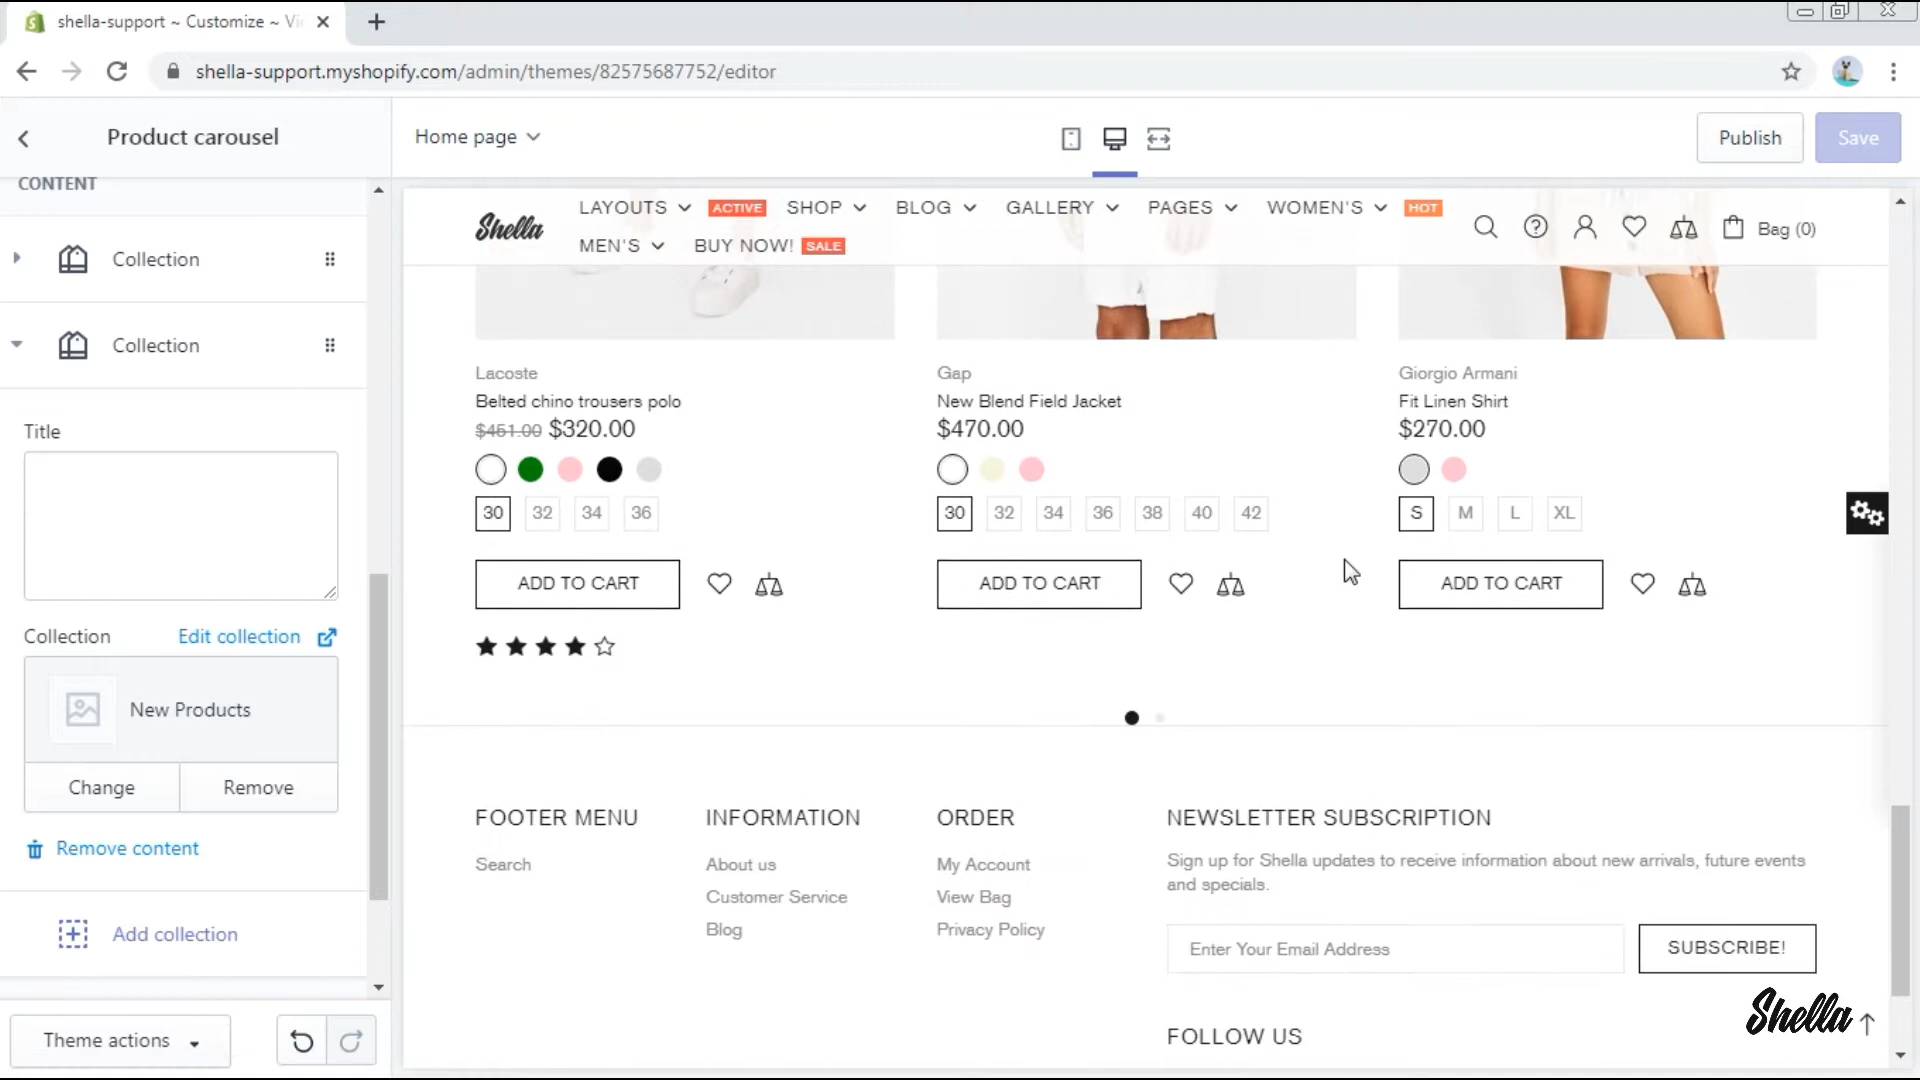 shella-support ~ Customize ~ Vi
shella-support.myshopify.com/admin/themes/82575687752/editor
Product carousel
Home page
Publish
Save
CONTENT
Collection
Collection
Title
Collection
Edit collection
New Products
Change
Remove
Remove content
Add collection
Theme actions
Shella
LAYOUTS
ACTIVE
SHOP
BLOG
GALLERY
PAGES
WOMEN'S
HOT
MEN'S
BUY NOW!
SALE
Bag (0)
Lacoste
Belted chino trousers polo
$451.00 $320.00
30 32 34 36
ADD TO CART
Gap
New Blend Field Jacket
$470.00
30 32 34 36 38 40 42
ADD TO CART
Giorgio Armani
Fit Linen Shirt
$270.00
S M L XL
ADD TO CART
FOOTER MENU
Search
INFORMATION
About us
Customer Service
Blog
ORDER
My Account
View Bag
Privacy Policy
NEWSLETTER SUBSCRIPTION
Sign up for Shella updates to receive information about new arrivals, future events
and specials.
Enter Your Email Address
SUBSCRIBE!
FOLLOW US
Shella